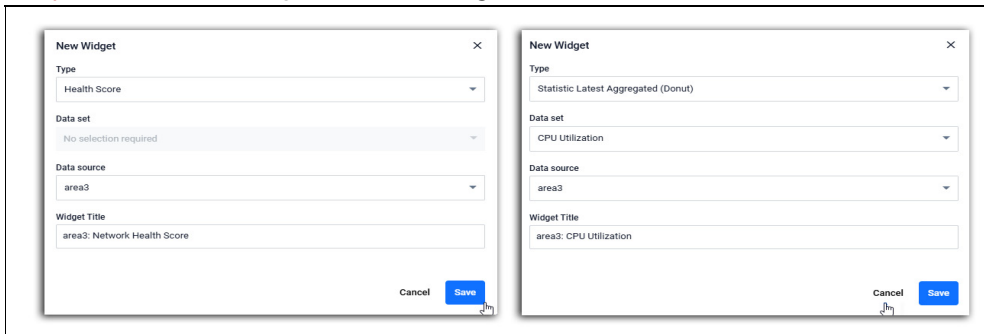 New Widget
Type
Health Score
Data set
No selection required
Data source
area3
Widget Title
area3: Network Health Score
Cancel
Save
New Widget
Type
Statistic Latest Aggregated (Donut)
Data set
CPU Utilization
Data source
area3
Widget Title
area3: CPU Utilization
Cancel
Save